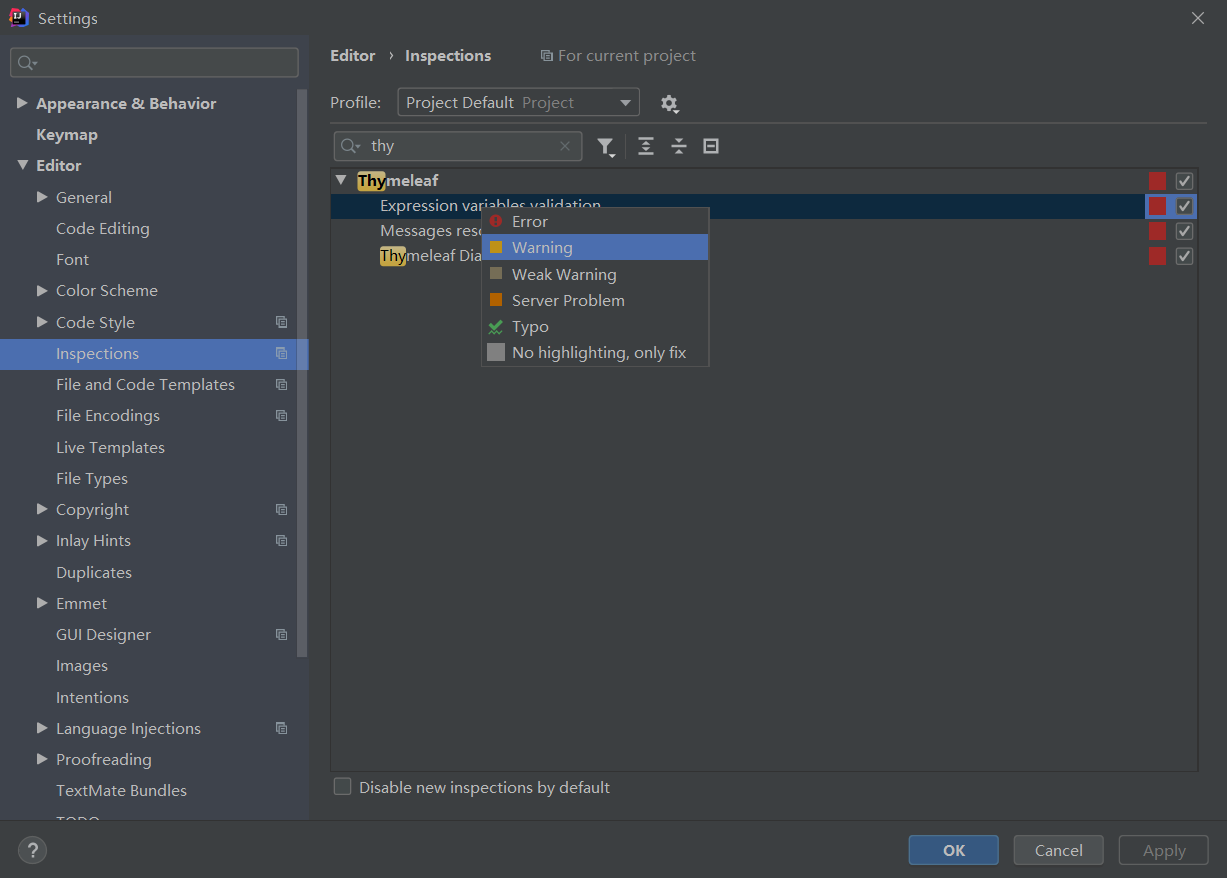 Settings
Appearance & Behavior
Keymap
Editor
General
Code Editing
Font
Color Scheme
Code Style
Inspections
File and Code Templates
File Encodings
Live Templates
File Types
Copyright
Inlay Hints
Duplicates
Emmet
GUI Designer
Images
Intentions
Language Injections
Proofreading
TextMate Bundles
TODO
Editor › Inspections
For current project
Profile: Project Default Project
thy
Thymeleaf
Expression variables validation
Messages reso
Thymeleaf Dia
Error
Warning
Weak Warning
Server Problem
Typo
No highlighting, only fix
Disable new inspections by default
?
OK
Cancel
Apply